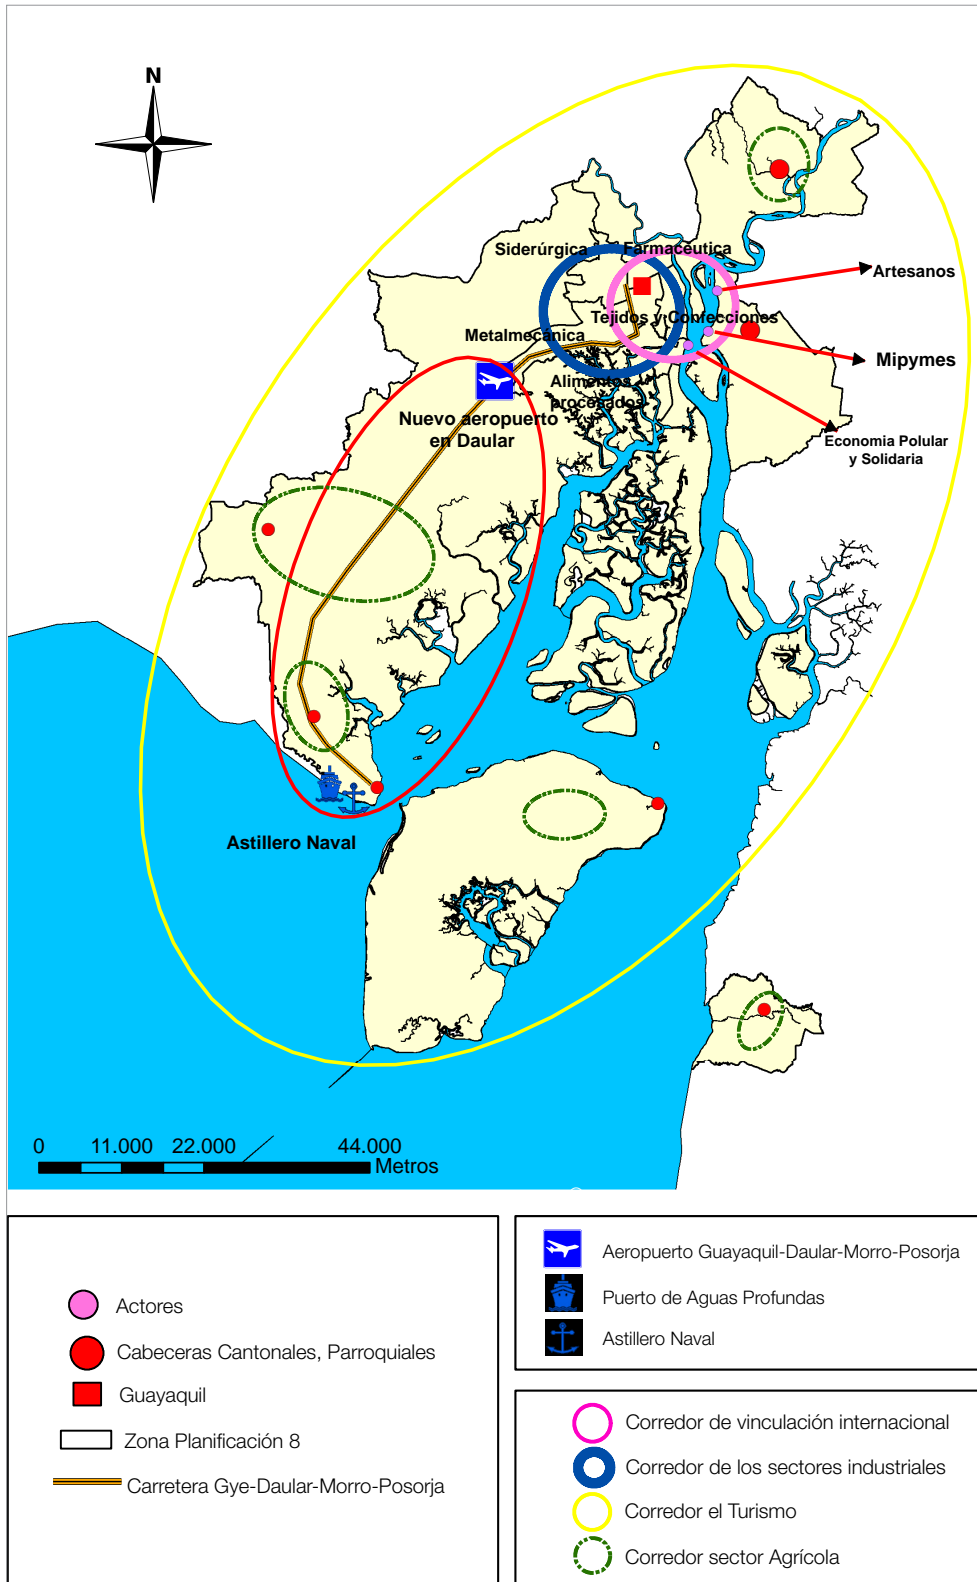 N
Siderúrgica
Farmacéutica
Artesanos
Tejidos y Confecciones
Metalmecánica
Mipymes
Alimentos
procesados
Nuevo aeropuerto
en Daular
Economia Polular
y Solidaria
Astillero Naval
0 11.000 22.000 44.000
Metros
Actores
Cabeceras Cantonales, Parroquiales
Guayaquil
Zona Planificación 8
Carretera Gye-Daular-Morro-Posorja
Aeropuerto Guayaquil-Daular-Morro-Posorja
Puerto de Aguas Profundas
Astillero Naval
Corredor de vinculación internacional
Corredor de los sectores industriales
Corredor el Turismo
Corredor sector Agrícola